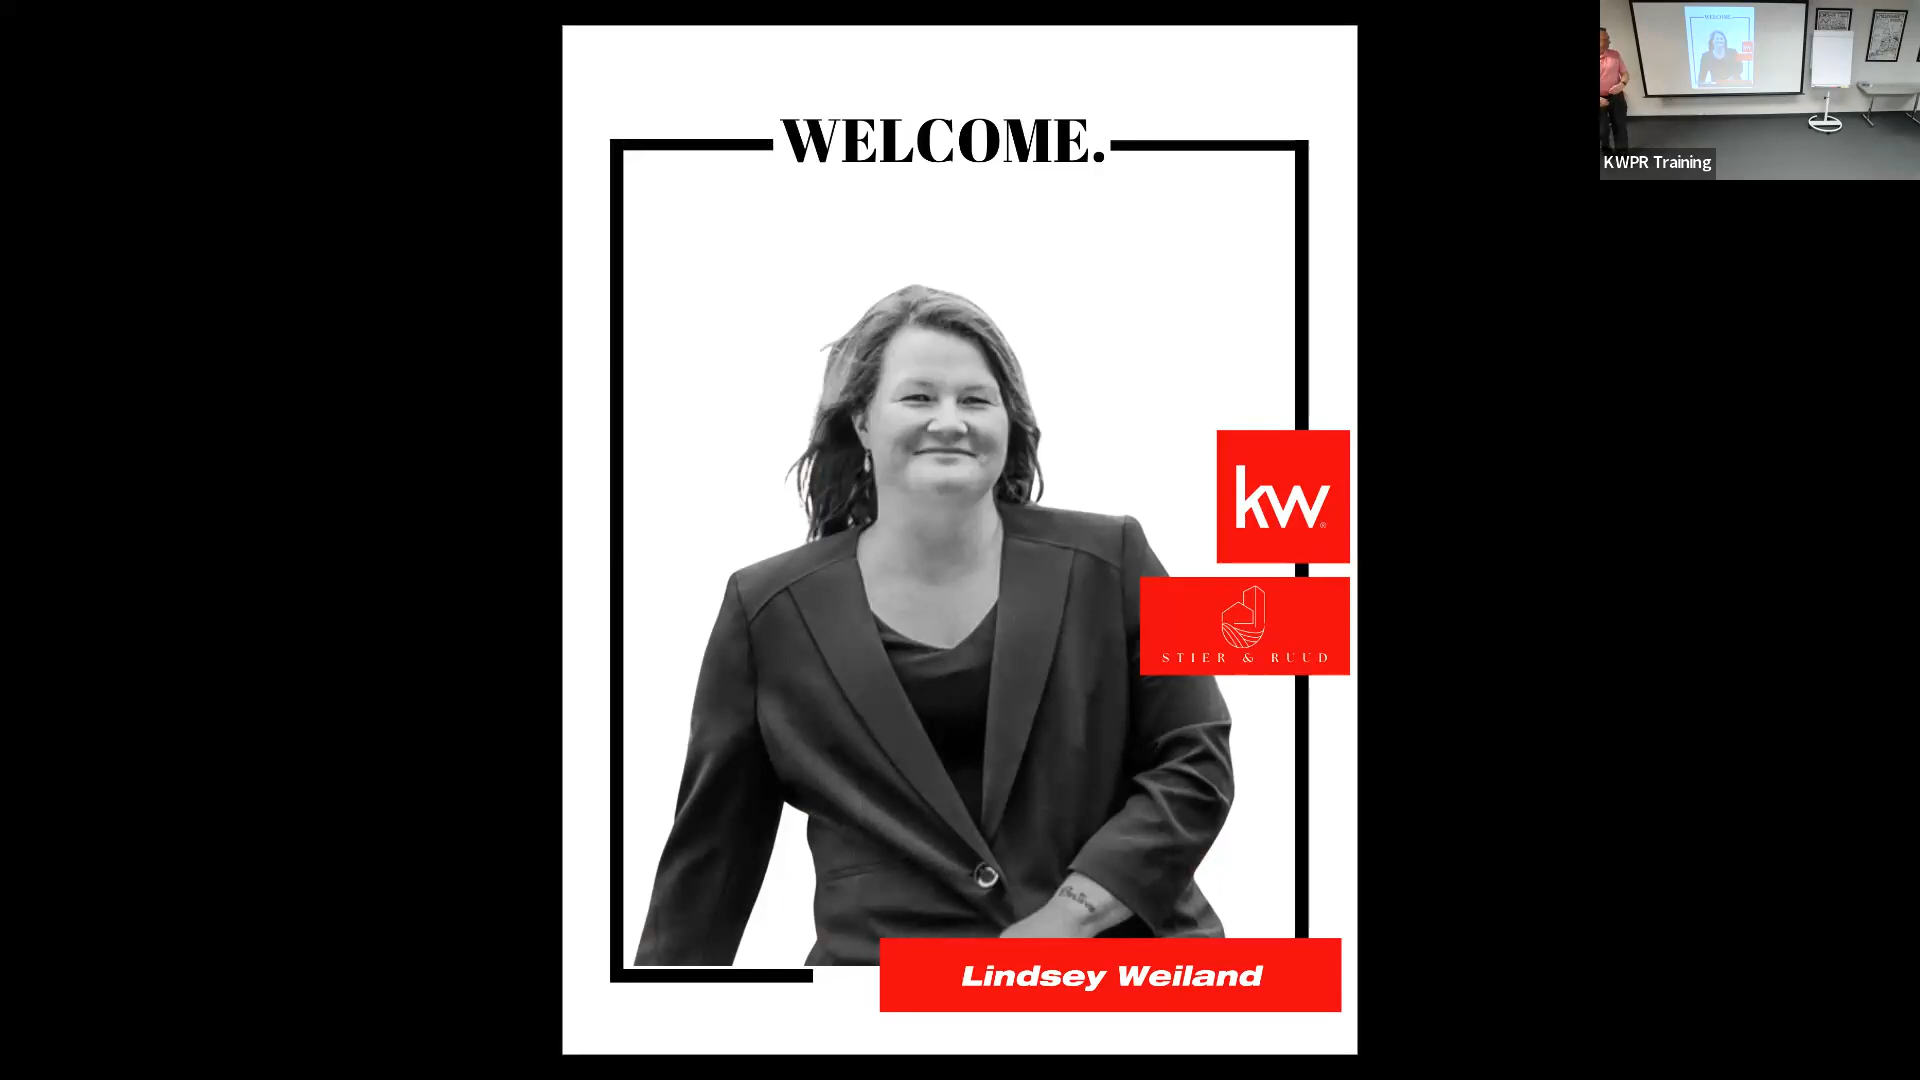 WELCOME.
kw
STIER & RUUD
Lindsey Weiland
KWPR Training